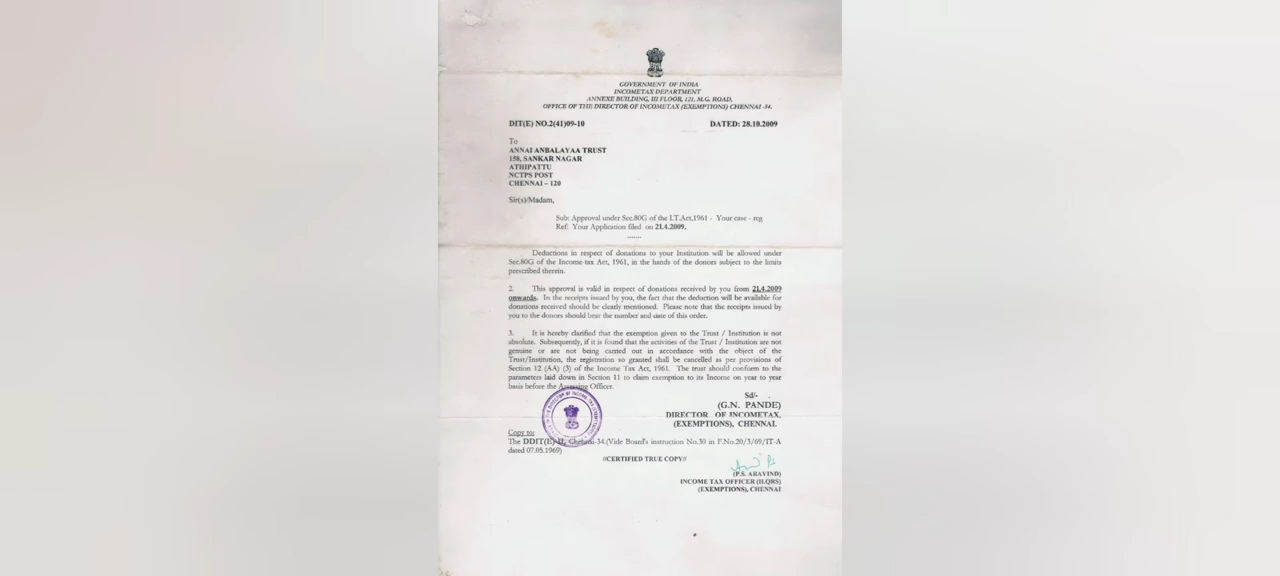 GOVERNMENT OF INDIA
INCOMETAX DEPARTMENT
ANNEXE BUILDING, III FLOOR, 121, M.G. ROAD,
OFFICE OF THE DIRECTOR OF INCOMETAX (EXEMPTIONS) CHENNAI -34.
DIT(E) NO.2(41)09-10 DATED: 28.10.2009
To
ANNAI ANBALAYAA TRUST
158, SANKAR NAGAR
ATHIPATTU
NCTPS POST
CHENNAI – 120
Sir(s)/Madam,
Sub: Approval under Sec.80G of the I.T.Act,1961 - Your case - reg
Ref: Your Application filed on 21.4.2009.
.......
Deductions in respect of donations to your Institution will be allowed under
Sec.80G of the Income-tax Act, 1961, in the hands of the donors subject to the limits
prescribed therein.
2. This approval is valid in respect of donations received by you from 21.4.2009
onwards. In the receipts issued by you, the fact that the deduction will be available for
donations received should be clearly mentioned. Please note that the receipts issued by
you to the donors should bear the number and date of this order.
3. It is hereby clarified that the exemption given to the Trust / Institution is not
absolute. Subsequently, if it is found that the activities of the Trust / Institution are not
genuine or are not being carried out in accordance with the object of the
Trust/Institution, the registration so granted shall be cancelled as per provisions of
Section 12 (AA) (3) of the Income Tax Act, 1961. The trust should conform to the
parameters laid down in Section 11 to claim exemption to its Income on year to year
basis before the Assessing Officer.
Sd/-
(G.N. PANDE)
DIRECTOR OF INCOMETAX,
(EXEMPTIONS), CHENNAI.
Copy to:
The DDIT(E)-II, Chennai-34.(Vide Board's instruction No.30 in F.No.20/3/69/IT-A
dated 07.05.1969)
//CERTIFIED TRUE COPY//
(P.S. ARAVIND)
INCOME TAX OFFICER (H.QRS)
(EXEMPTIONS), CHENNAI